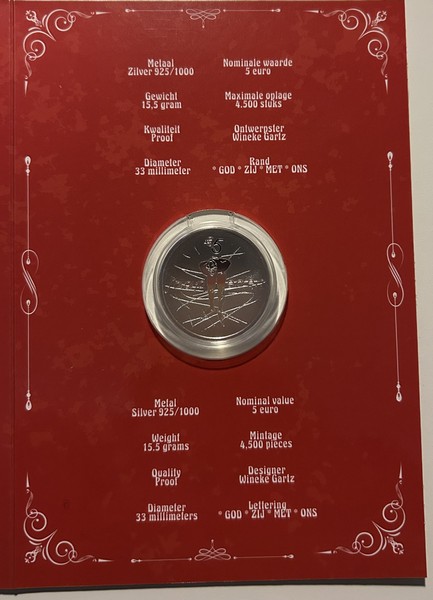 Metaal
Zilver 925/1000
Nominale waarde
5 euro
Gewicht
15,5 gram
Maximale oplage
4.500 stuks
Kwaliteit
Proof
Ontwerpster
Wineke Gartz
Diameter
33 millimeter
Rand
* GOD * ZIJ * MET * ONS
€5
Metal
Silver 925/1000
Nominal value
5 euro
Weight
15.5 grams
Mintage
4,500 pieces
Quality
Proof
Designer
Wineke Gartz
Diameter
33 millimeters
Lettering
* GOD * ZIJ * MET * ONS